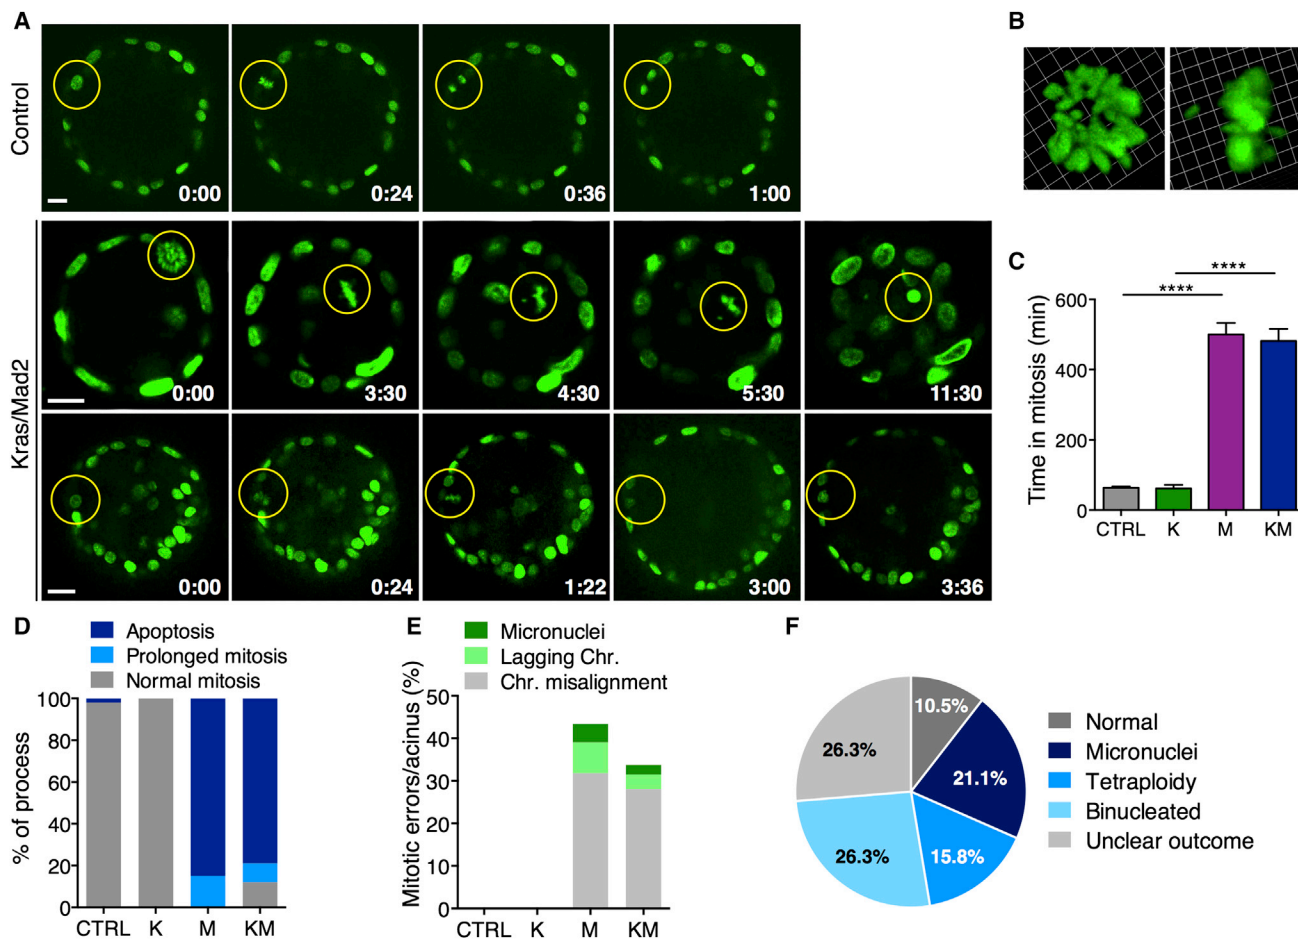 A
Control
0:00
0:24
0:36
1:00
Kras/Mad2
0:00
3:30
4:30
5:30
11:30
0:00
0:24
1:22
3:00
3:36
B
C
Time in mitosis (min)
600
400
200
0
****
****
CTRL K M KM
D
Apoptosis
Prolonged mitosis
Normal mitosis
% of process
100
80
60
40
20
0
CTRL K M KM
E
Micronuclei
Lagging Chr.
Chr. misalignment
Mitotic errors/acinus (%)
50
40
30
20
10
0
CTRL K M KM
F
10.5%
21.1%
15.8%
26.3%
26.3%
Normal
Micronuclei
Tetraploidy
Binucleated
Unclear outcome